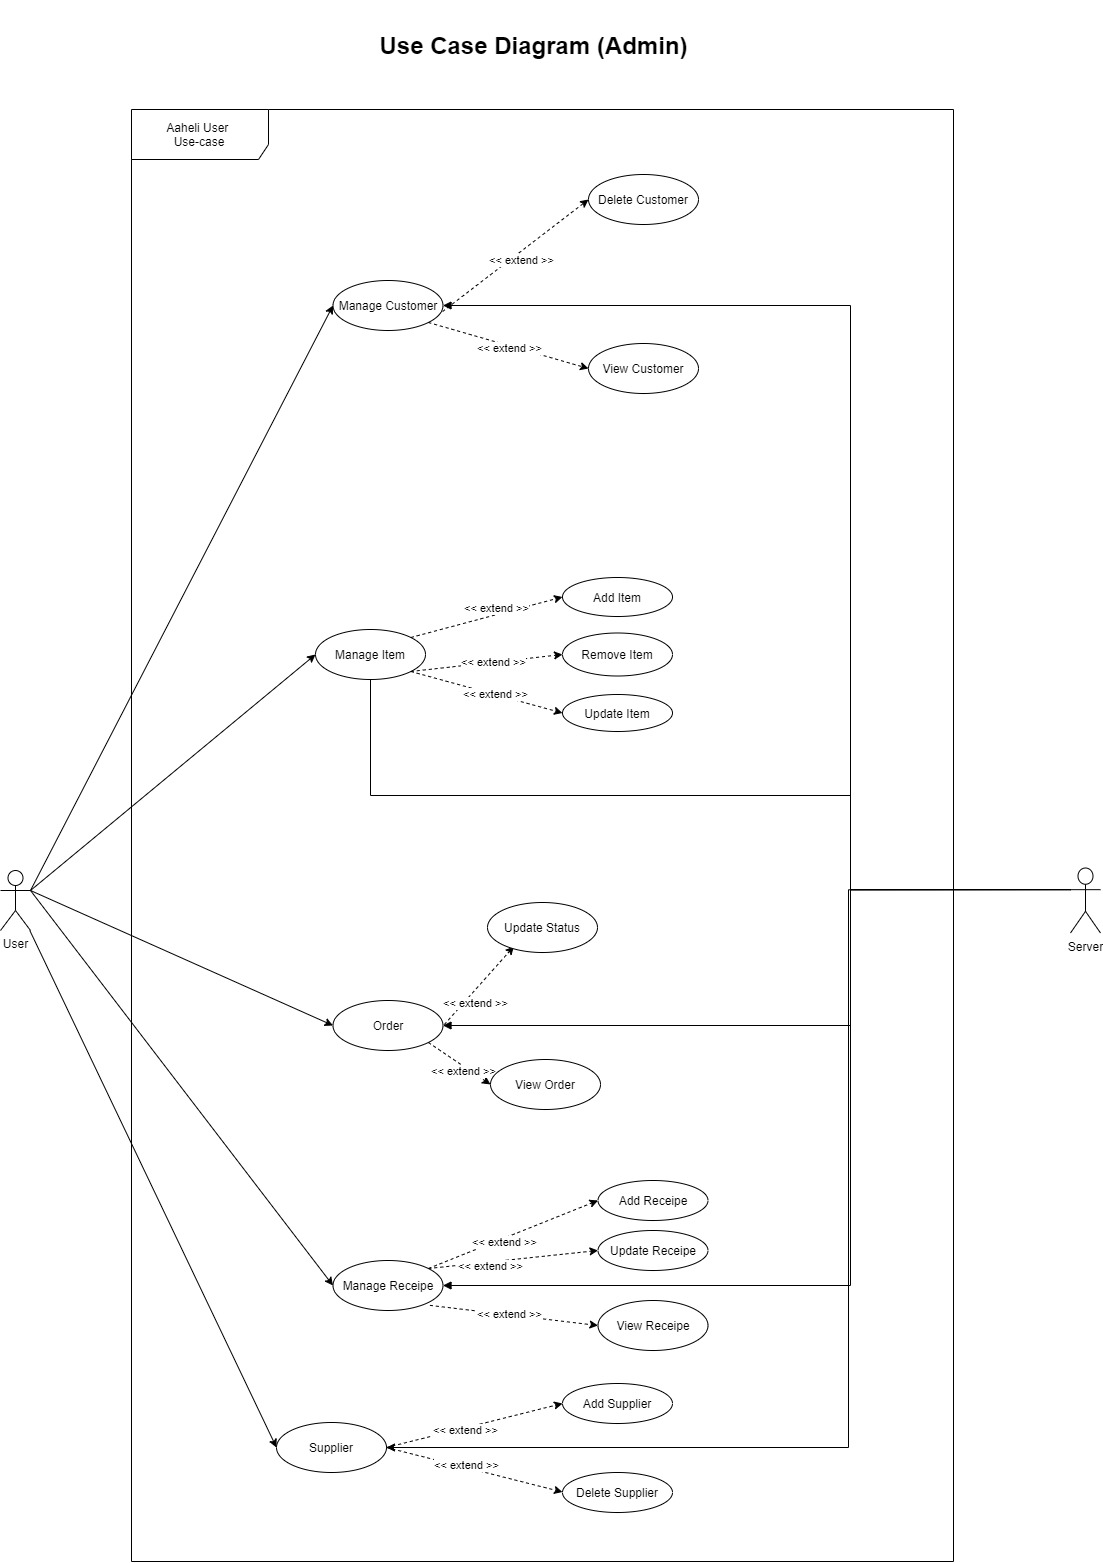 Use Case Diagram (Admin)
Aaheli User
Use-case
Delete Customer
<< extend >>
Manage Customer
<< extend >>
View Customer
Add Item
<< extend >>
Manage Item
Remove Item
<< extend >>
<< extend >>
Update Item
User
Server
Update Status
<< extend >>
Order
<< extend >>
View Order
Add Receipe
<< extend >>
Update Receipe
<< extend >>
Manage Receipe
<< extend >>
View Receipe
Add Supplier
<< extend >>
Supplier
<< extend >>
Delete Supplier